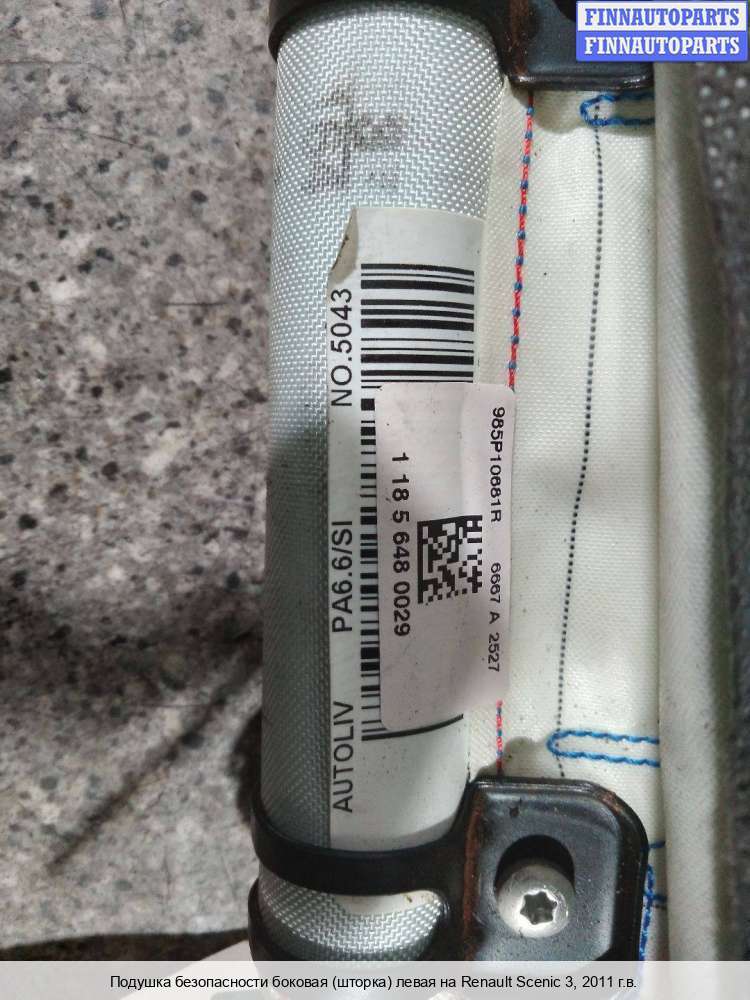 FINNAUTOPARTS
FINNAUTOPARTS
AUTOLIV PA6.6/SI NO.5043
985P10681R 6667 A 2527
1 18 5 648 0029
Подушка безопасности боковая (шторка) левая на Renault Scenic 3, 2011 г.в.